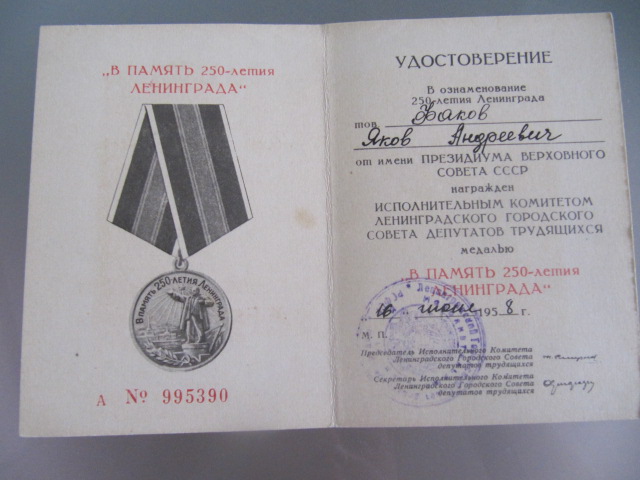 „В ПАМЯТЬ 250-летия
ЛЕНИНГРАДА“
В ПАМЯТЬ 250-ЛЕТИЯ ЛЕНИНГРАДА
А № 995390
УДОСТОВЕРЕНИЕ
В ознаменование
250-летия Ленинграда
тов. Факов
Яков Андреевич
от имени ПРЕЗИДИУМА ВЕРХОВНОГО
СОВЕТА СССР
награжден
ИСПОЛНИТЕЛЬНЫМ КОМИТЕТОМ
ЛЕНИНГРАДСКОГО ГОРОДСКОГО
СОВЕТА ДЕПУТАТОВ ТРУДЯЩИХСЯ
медалью
„В ПАМЯТЬ 250-летия
ЛЕНИНГРАДА“
16 июня 1958 г.
М. П.
Председатель Исполнительного Комитета
Ленинградского Городского Совета
депутатов трудящихся
Секретарь Исполнительного Комитета
Ленинградского Городского Совета
депутатов трудящихся